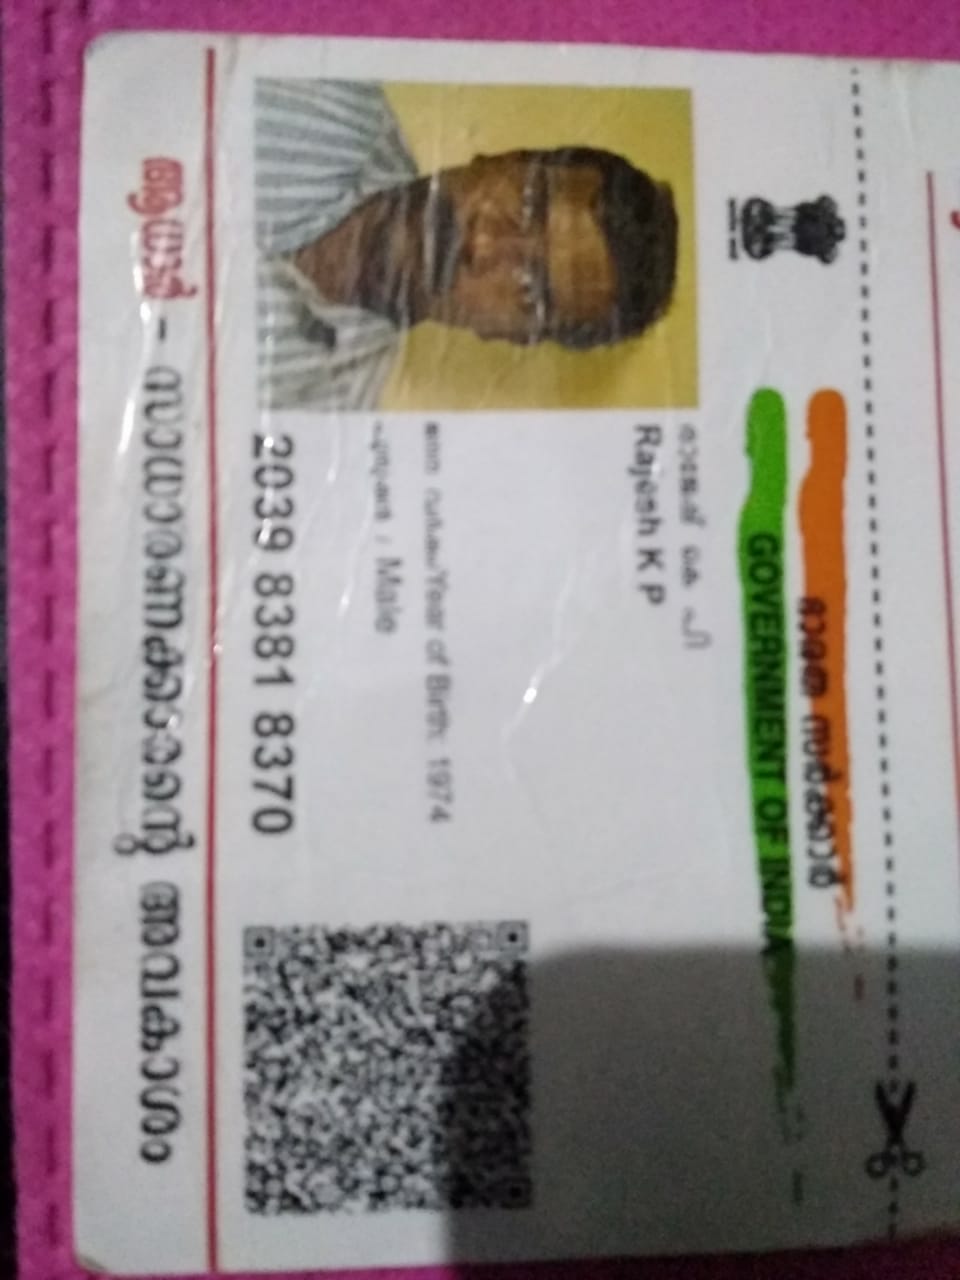 ഭാരത സർക്കാർ
GOVERNMENT OF INDIA
രാജേഷ് കെ പി
Rajesh K P
ജനന വർഷം/Year of Birth: 1974
പുരുഷൻ / Male
2039 8381 8370
ആധാർ - സാധാരണക്കാരന്റെ അവകാശം